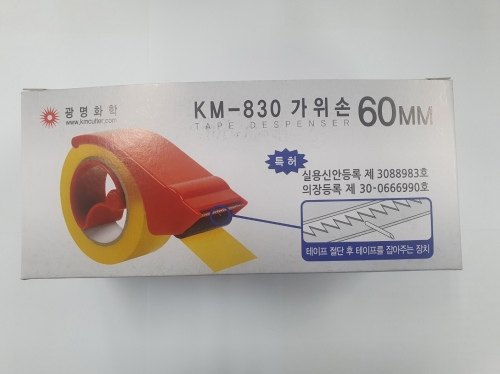 광명화학
www.kmcutter.com
KM-830 가위손 60MM
TAPE DESPENSER
특허
실용신안등록 제 3088983호
의장등록 제 30-0666990호
테이프 절단 후 테이프를 잡아주는 장치